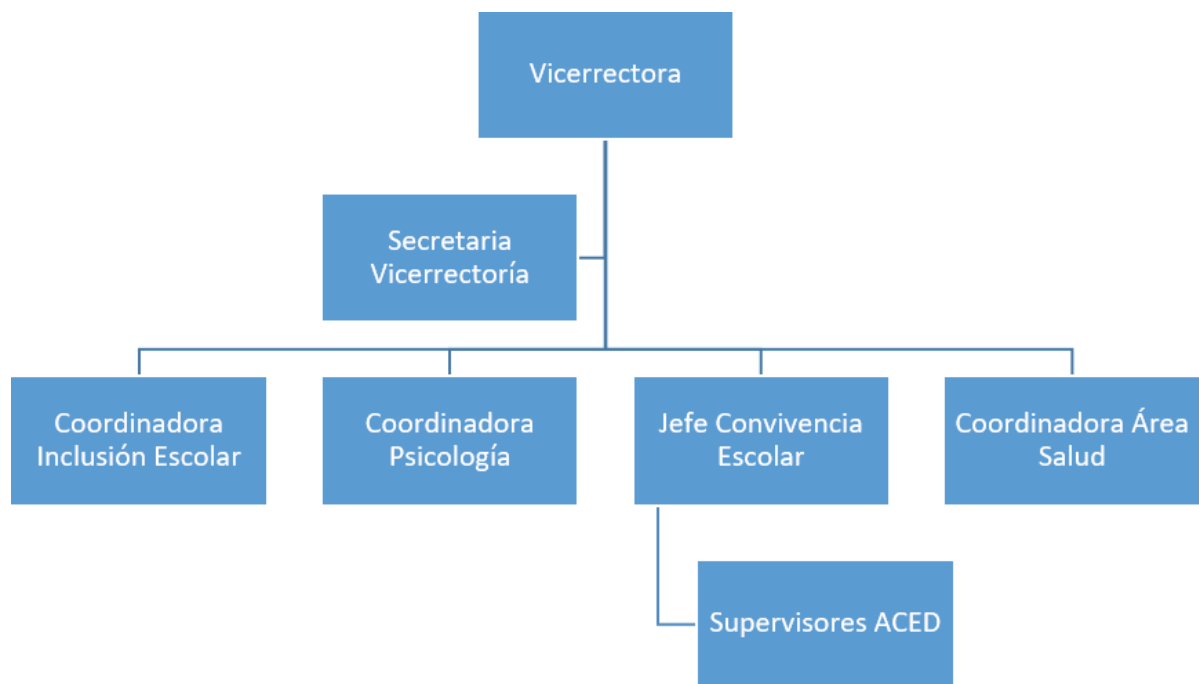 Vicerrectora
Secretaria
Vicerrectoría
Coordinadora
Inclusión Escolar
Coordinadora
Psicología
Jefe Convivencia
Escolar
Coordinadora Área
Salud
Supervisores ACED